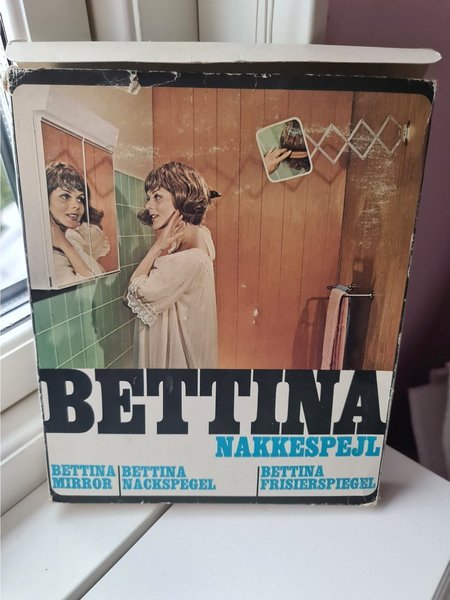 BETTINA
NAKKESPEJL
BETTINA MIRROR
BETTINA NACKSPEGEL
BETTINA FRISIERSPIEGEL